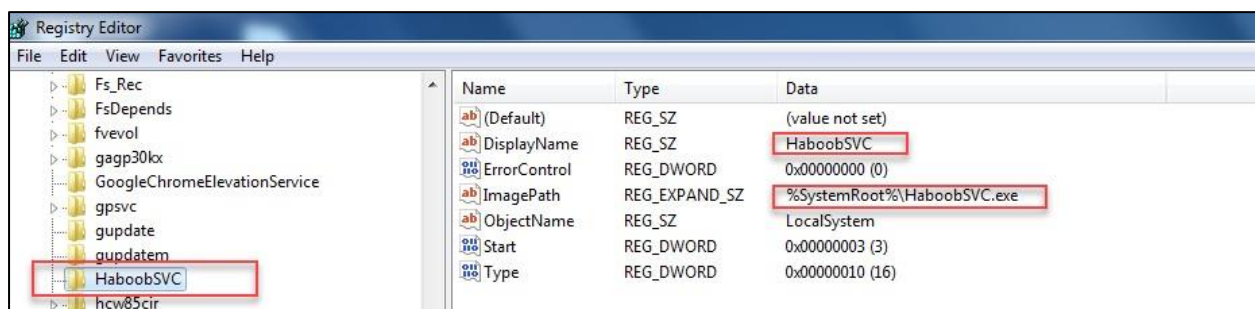 Registry Editor
File Edit View Favorites Help
Fs_Rec
FsDepends
fvevol
gagp30kx
GoogleChromeElevationService
gpsvc
gupdate
gupdatem
HaboobSVC
hcw85cir
Name Type Data
(Default) REG_SZ (value not set)
DisplayName REG_SZ HaboobSVC
ErrorControl REG_DWORD 0x00000000 (0)
ImagePath REG_EXPAND_SZ %SystemRoot%\HaboobSVC.exe
ObjectName REG_SZ LocalSystem
Start REG_DWORD 0x00000003 (3)
Type REG_DWORD 0x00000010 (16)